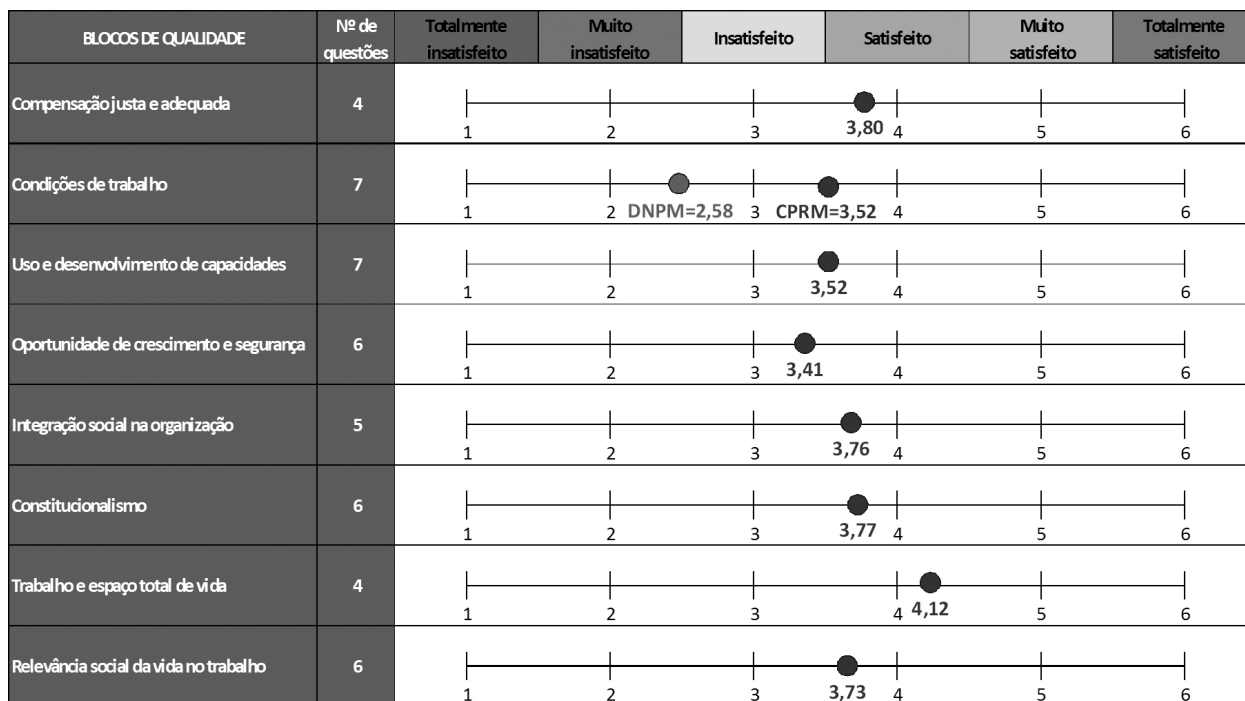 BLOCOS DE QUALIDADE
Nº de
questões
Totalmente
insatisfeito
Muito
insatisfeito
Insatisfeito
Satisfeito
Muito
satisfeito
Totalmente
satisfeito
Compensação justa e adequada
4
1 2 3 3,80 4 5 6
Condições de trabalho
7
1 2 DNPM=2,58 3 CPRM=3,52 4 5 6
Uso e desenvolvimento de capacidades
7
1 2 3 3,52 4 5 6
Oportunidade de crescimento e segurança
6
1 2 3 3,41 4 5 6
Integração social na organização
5
1 2 3 3,76 4 5 6
Constitucionalismo
6
1 2 3 3,77 4 5 6
Trabalho e espaço total de vida
4
1 2 3 4 4,12 5 6
Relevância social da vida no trabalho
6
1 2 3 3,73 4 5 6